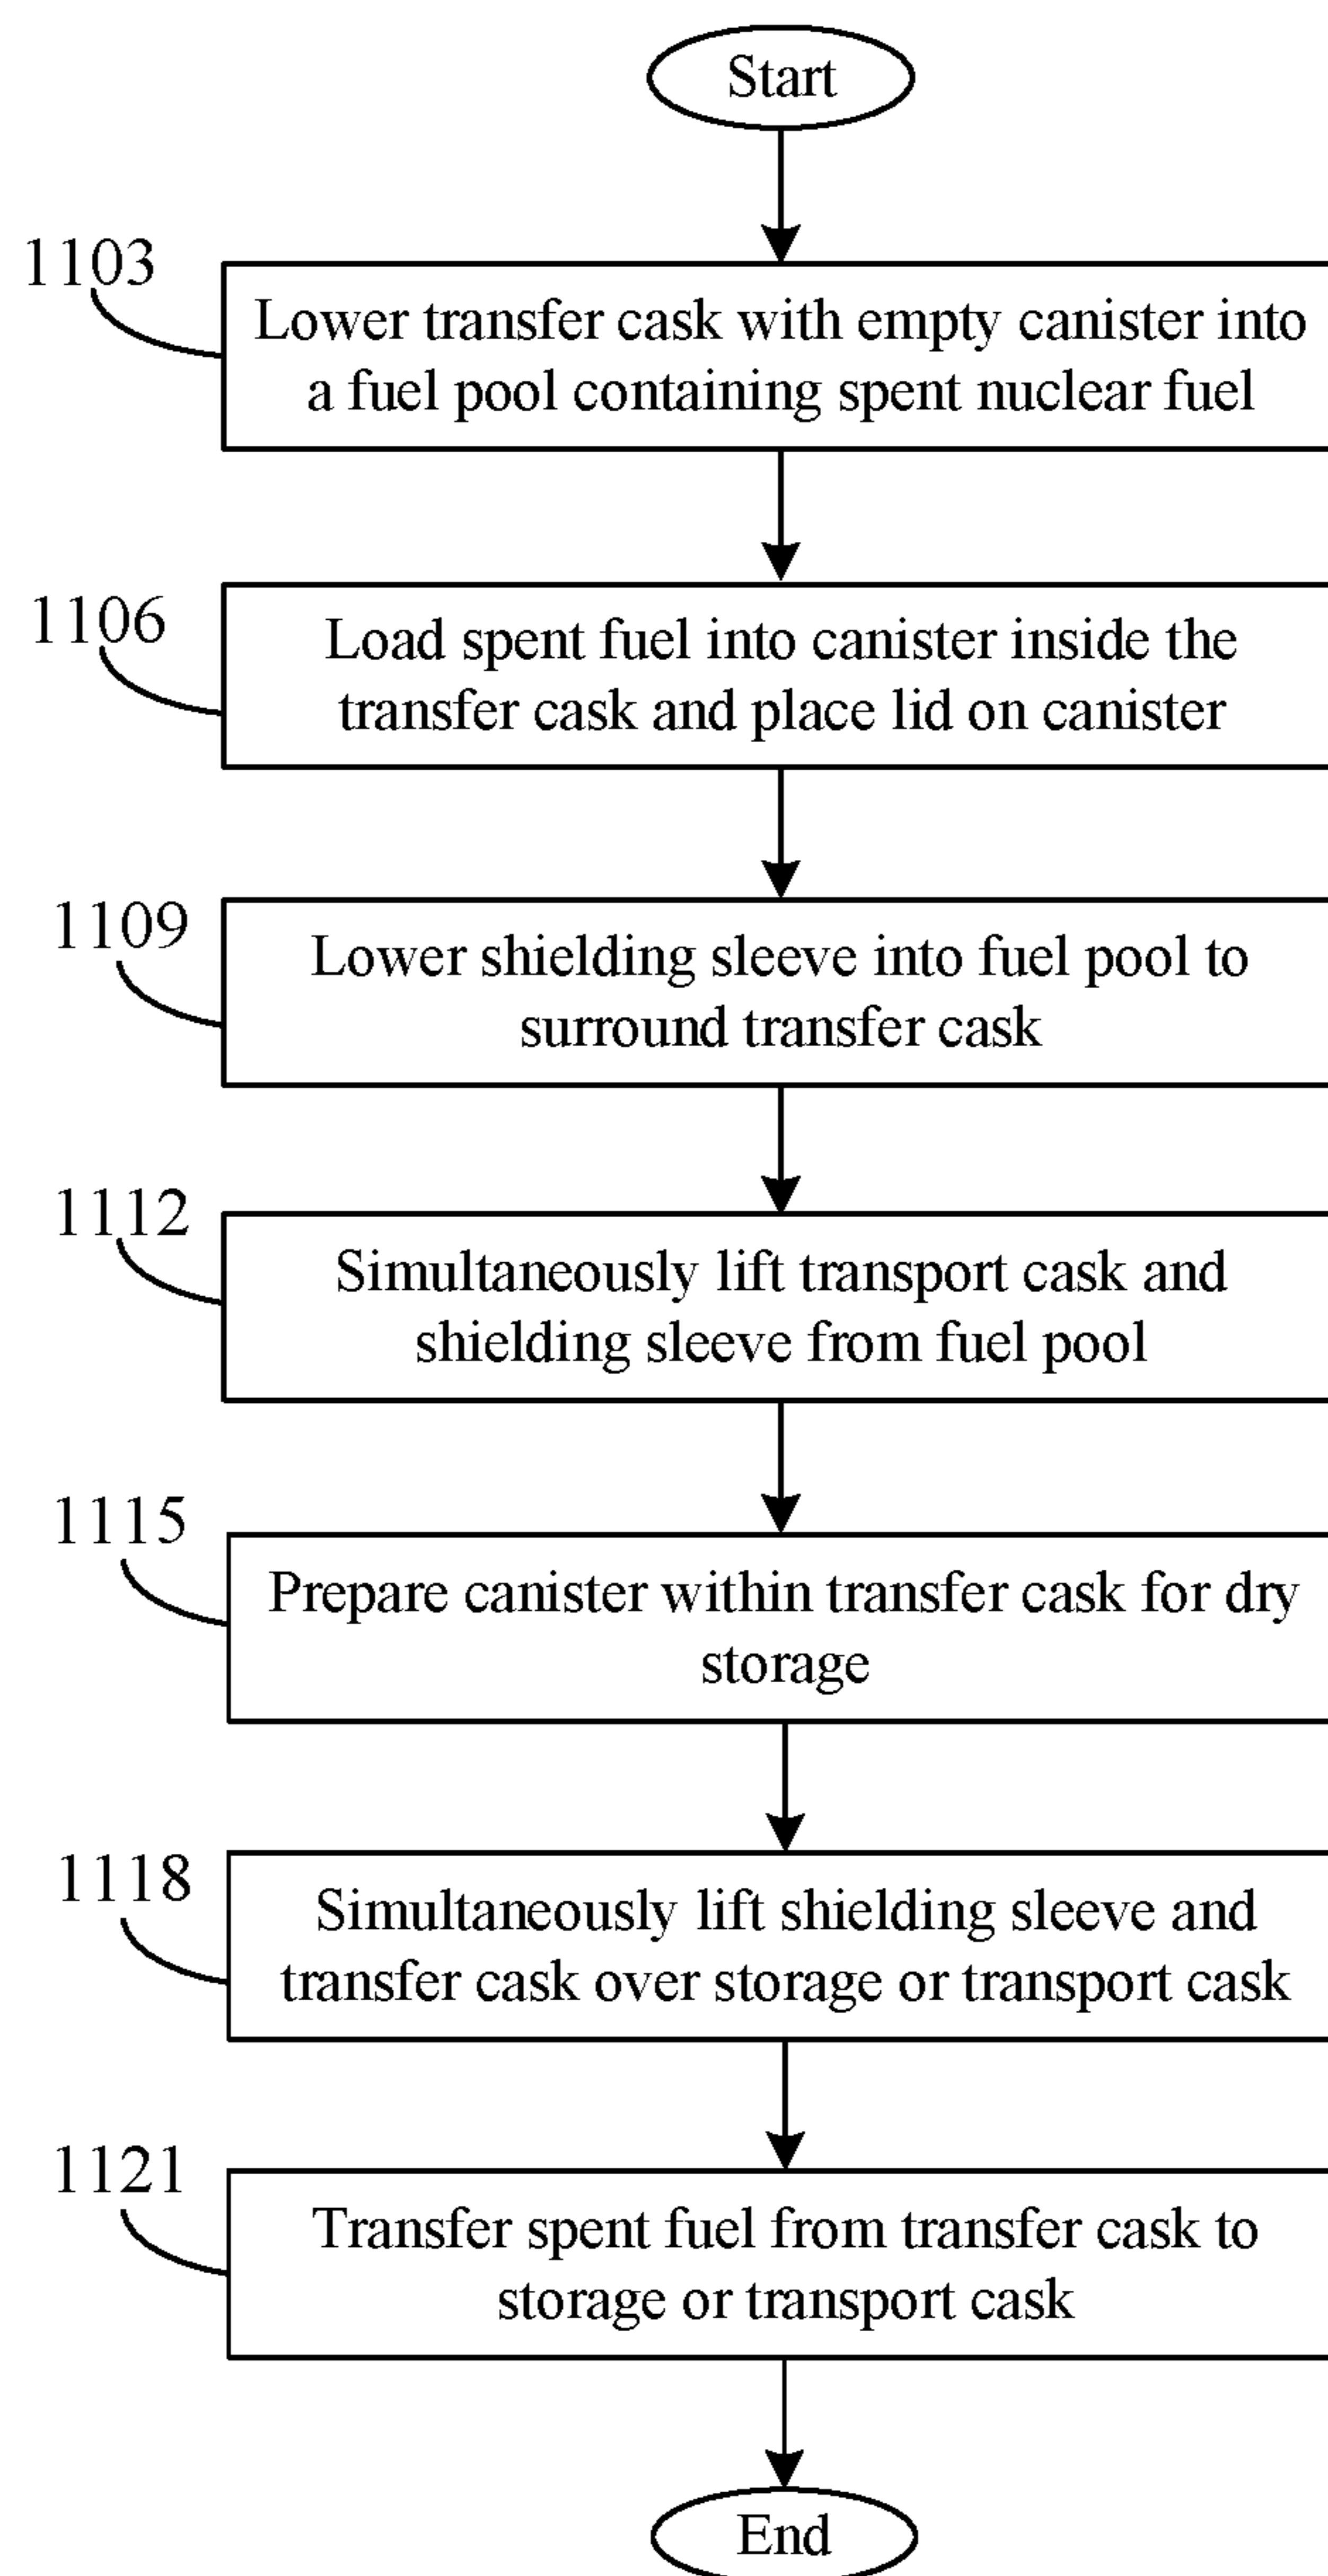 Start
1103
Lower transfer cask with empty canister into
a fuel pool containing spent nuclear fuel
1106
Load spent fuel into canister inside the
transfer cask and place lid on canister
1109
Lower shielding sleeve into fuel pool to
surround transfer cask
1112
Simultaneously lift transport cask and
shielding sleeve from fuel pool
1115
Prepare canister within transfer cask for dry
storage
1118
Simultaneously lift shielding sleeve and
transfer cask over storage or transport cask
1121
Transfer spent fuel from transfer cask to
storage or transport cask
End